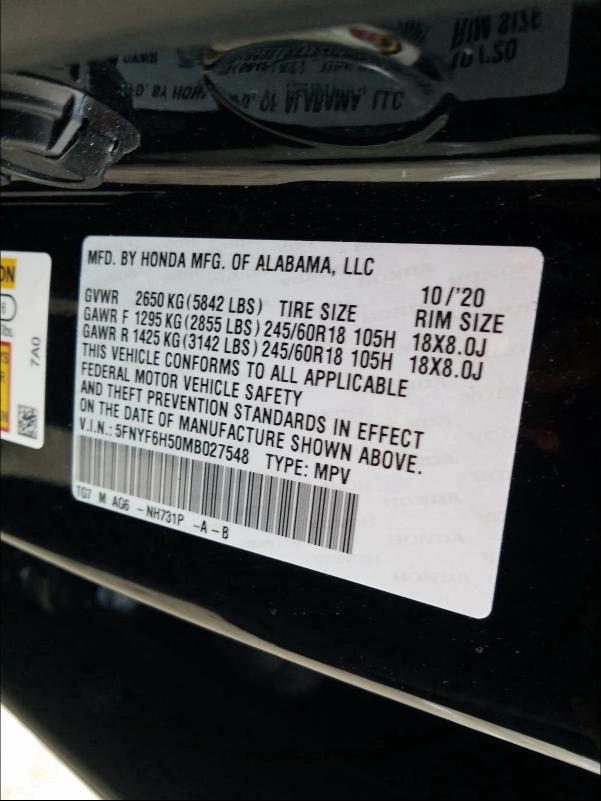 MFD. BY HONDA MFG. OF ALABAMA, LLC
10/'20
GVWR 2650 KG (5842 LBS) TIRE SIZE RIM SIZE
GAWR F 1295 KG (2855 LBS) 245/60R18 105H 18X8.0J
GAWR R 1425 KG (3142 LBS) 245/60R18 105H 18X8.0J
THIS VEHICLE CONFORMS TO ALL APPLICABLE
FEDERAL MOTOR VEHICLE SAFETY
AND THEFT PREVENTION STANDARDS IN EFFECT
ON THE DATE OF MANUFACTURE SHOWN ABOVE.
V.I.N.: 5FNYF6H50MB027548 TYPE: MPV
TG7 M AG6 -NH731P -A-B
7A0